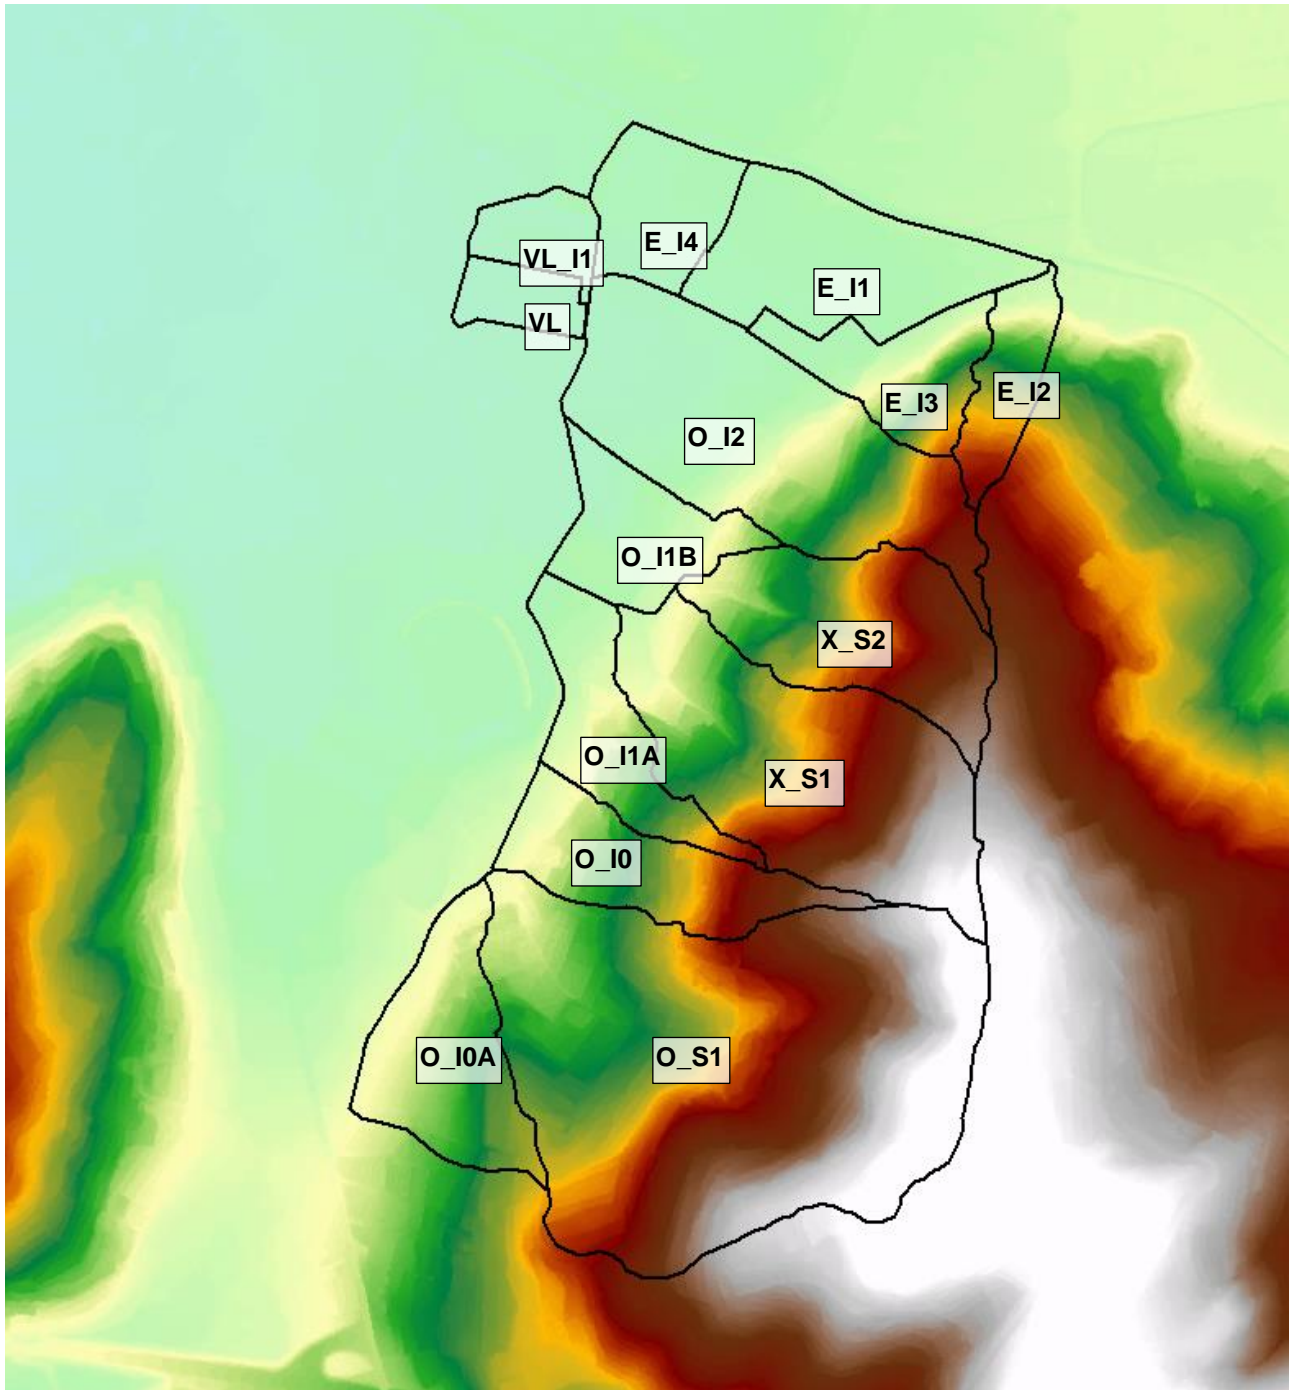 E_I4
VL_I1
E_I1
VL
E_I2
E_I3
O_I2
O_I1B
X_S2
O_I1A
X_S1
O_I0
O_I0A
O_S1